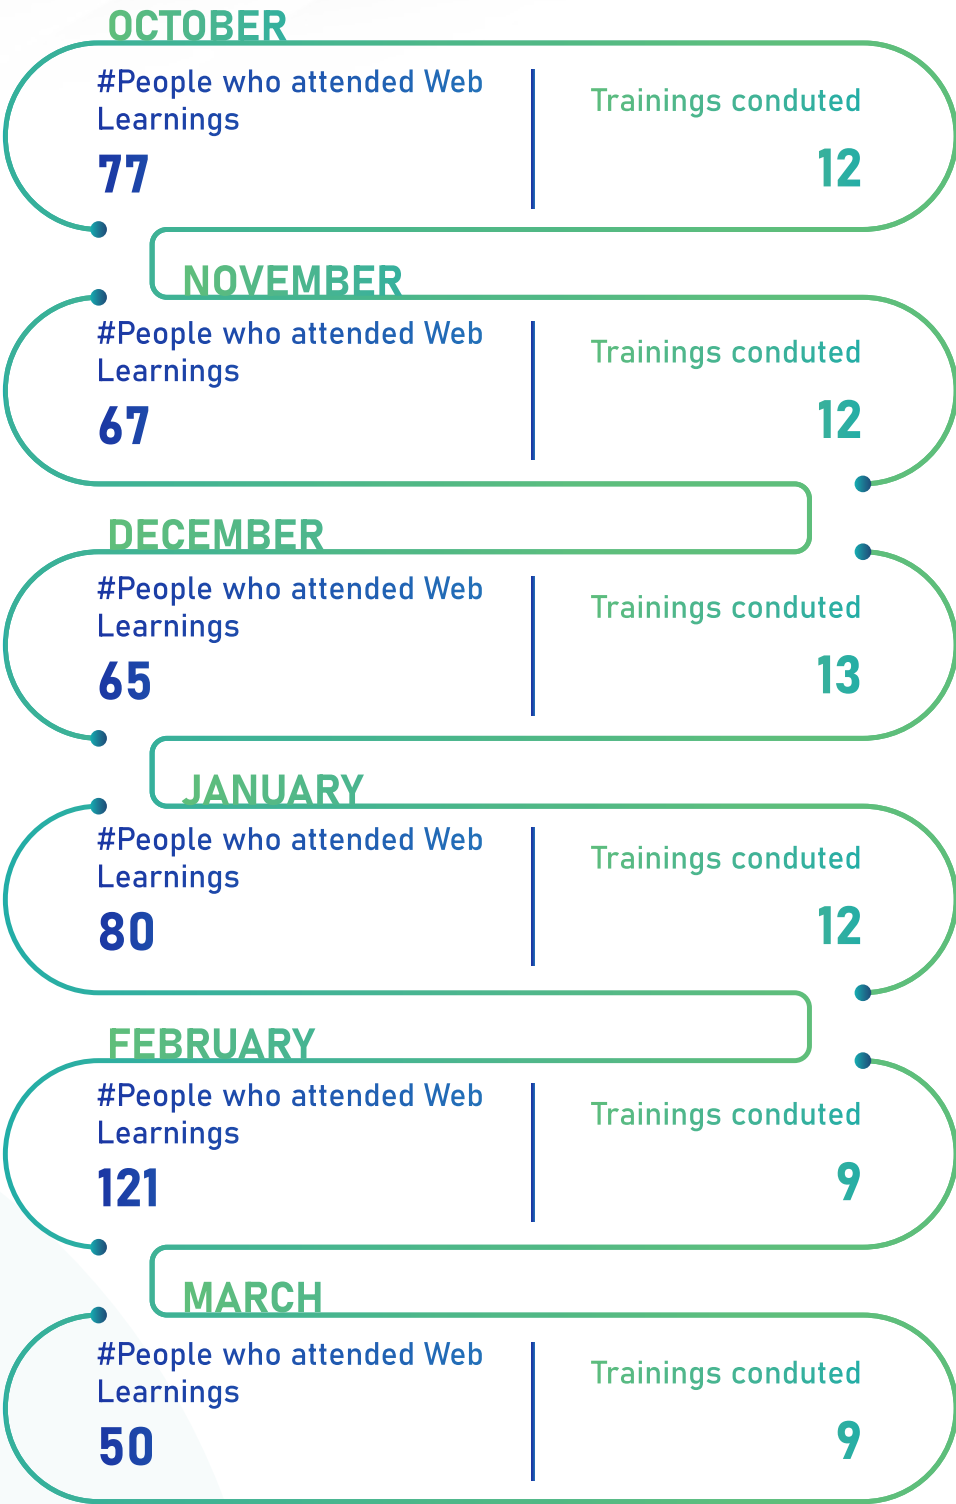 OCTOBER
#People who attended Web
Learnings
77
Trainings conduted
12
NOVEMBER
#People who attended Web
Learnings
67
Trainings conduted
12
DECEMBER
#People who attended Web
Learnings
65
Trainings conduted
13
JANUARY
#People who attended Web
Learnings
80
Trainings conduted
12
FEBRUARY
#People who attended Web
Learnings
121
Trainings conduted
9
MARCH
#People who attended Web
Learnings
50
Trainings conduted
9